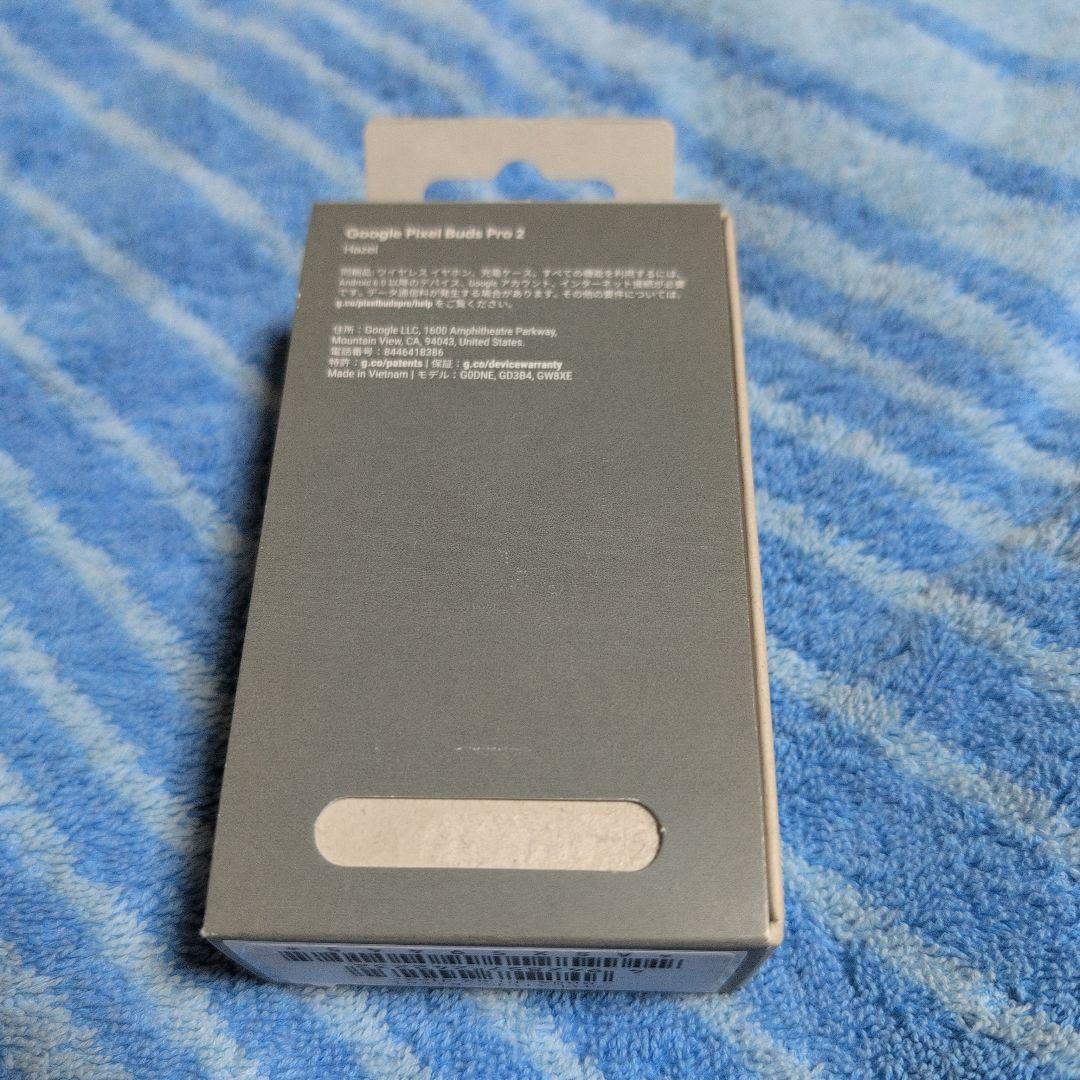 Google Pixel Buds Pro 2
Hazel
同梱品: ワイヤレス イヤホン、充電ケース。すべての機能を利用するには、
Android 6.0 以降のデバイス、Google アカウント、インターネット接続が必要
です。データ通信料が発生する場合があります。その他の要件については、
g.co/pixelbudspro/help をご覧ください。
住所：Google LLC, 1600 Amphitheatre Parkway,
Mountain View, CA, 94043, United States.
電話番号：8446418386
特許：g.co/patents | 保証：g.co/devicewarranty
Made in Vietnam | モデル：G0DNE, GD3B4, GW8XE